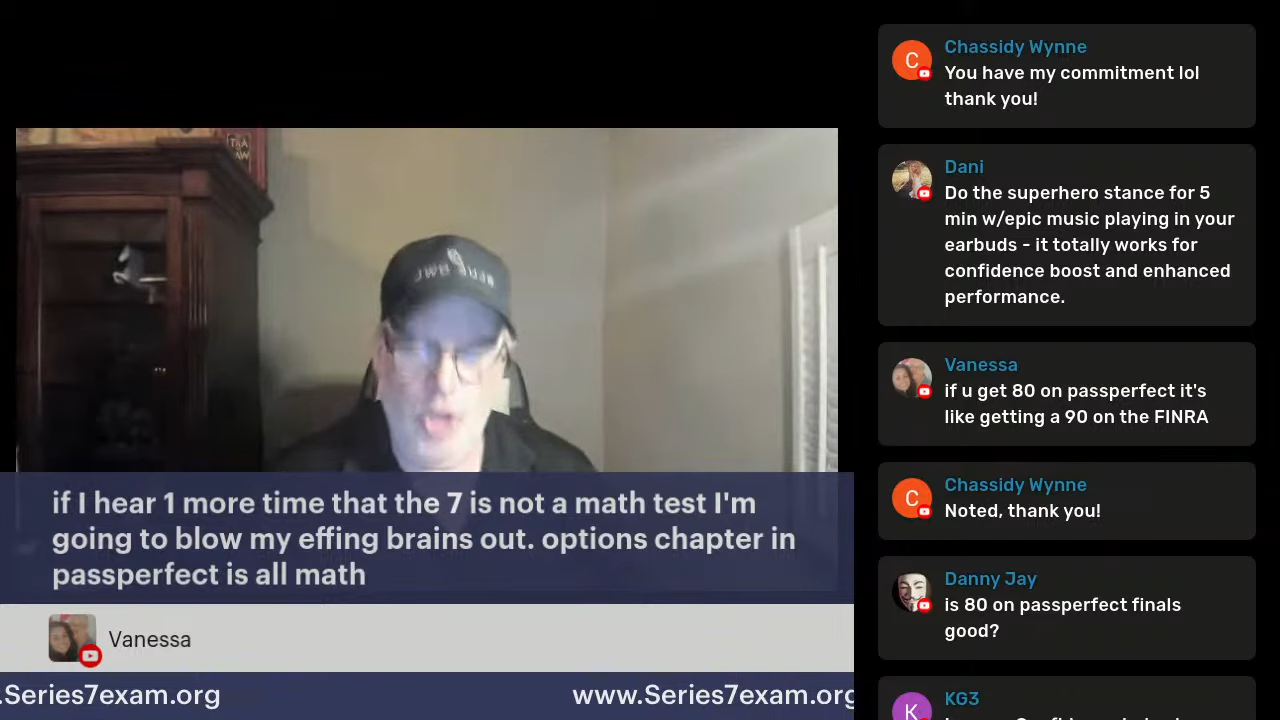 Chassidy Wynne
You have my commitment lol
thank you!
Dani
Do the superhero stance for 5
min w/epic music playing in your
earbuds - it totally works for
confidence boost and enhanced
performance.
Vanessa
if u get 80 on passperfect it's
like getting a 90 on the FINRA
C
Chassidy Wynne
Noted, thank you!
Danny Jay
is 80 on passperfect finals
good?
K
KG3
C
if I hear 1 more time that the 7 is not a math test I'm
going to blow my effing brains out. options chapter in
passperfect is all math
Vanessa
.Series7exam.org
www.Series7exam.org